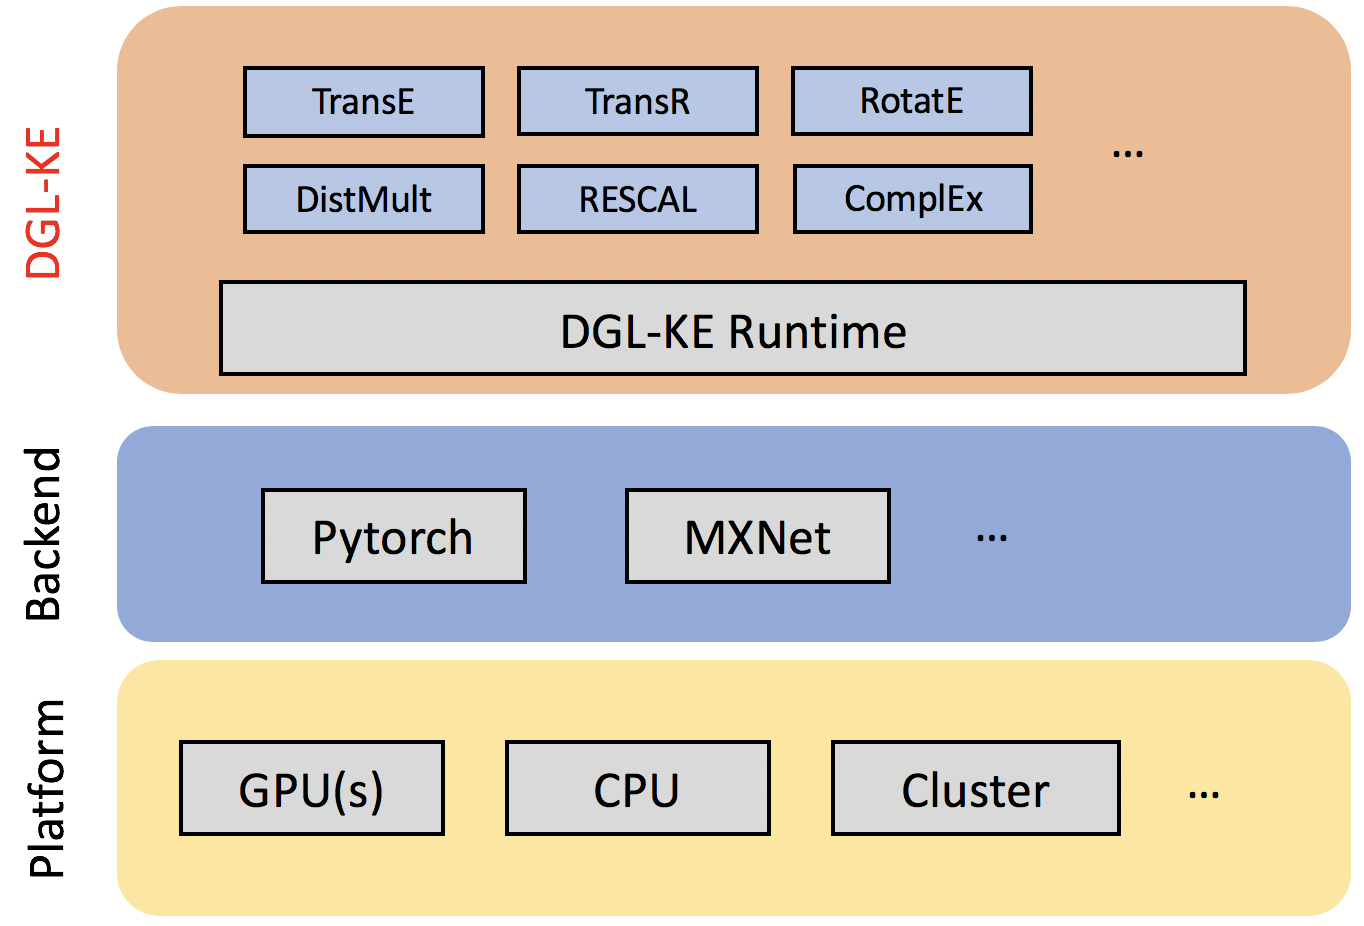 DGL-KE
TransE
TransR
RotatE
...
DistMult
RESCAL
ComplEx
DGL-KE Runtime
Backend
Pytorch
MXNet
...
Platform
GPU(s)
CPU
Cluster
...